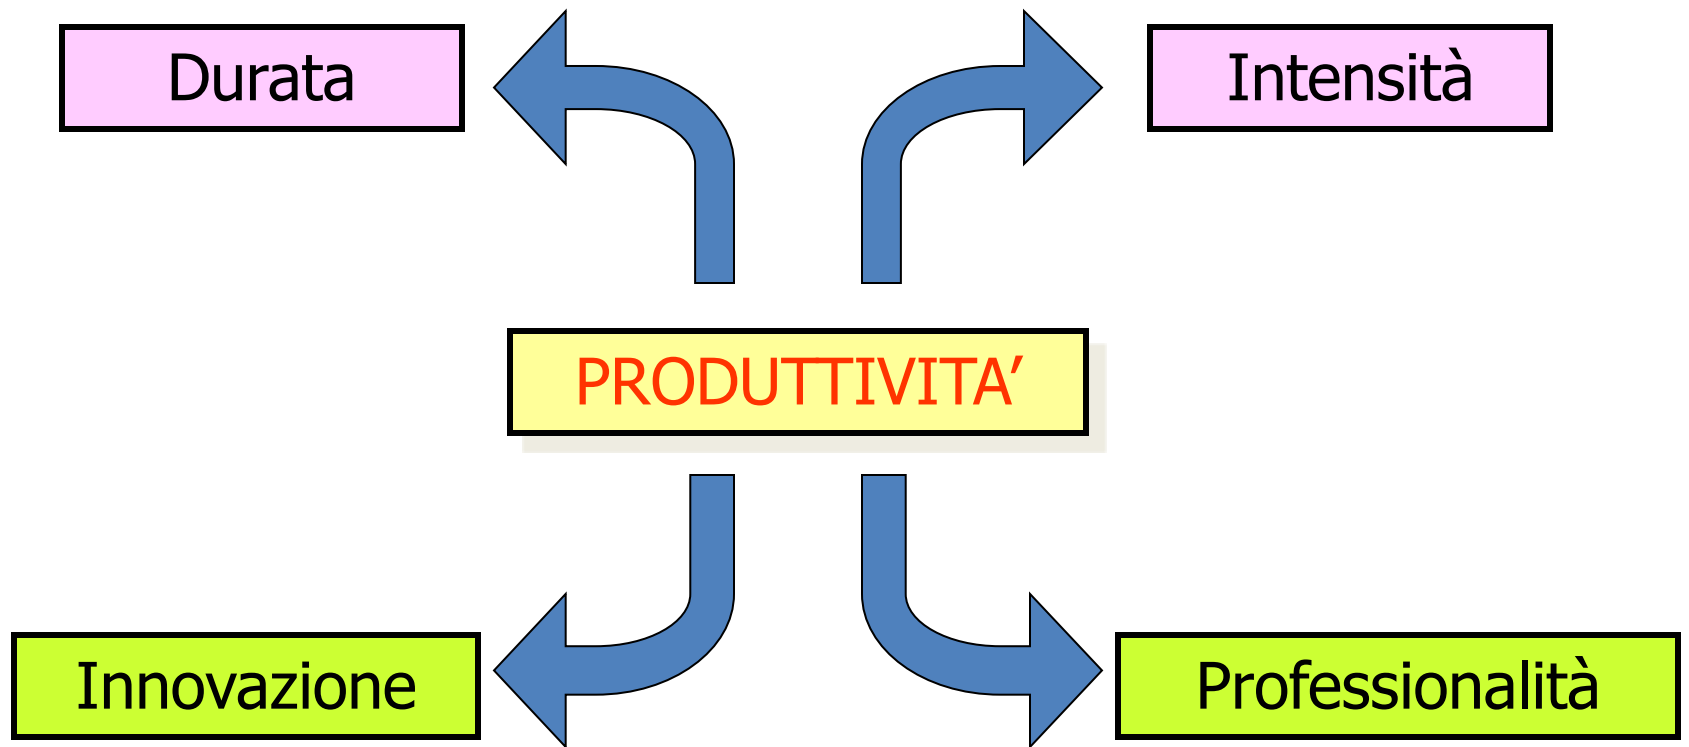 Durata
Intensità
PRODUTTIVITA’
Innovazione
Professionalità